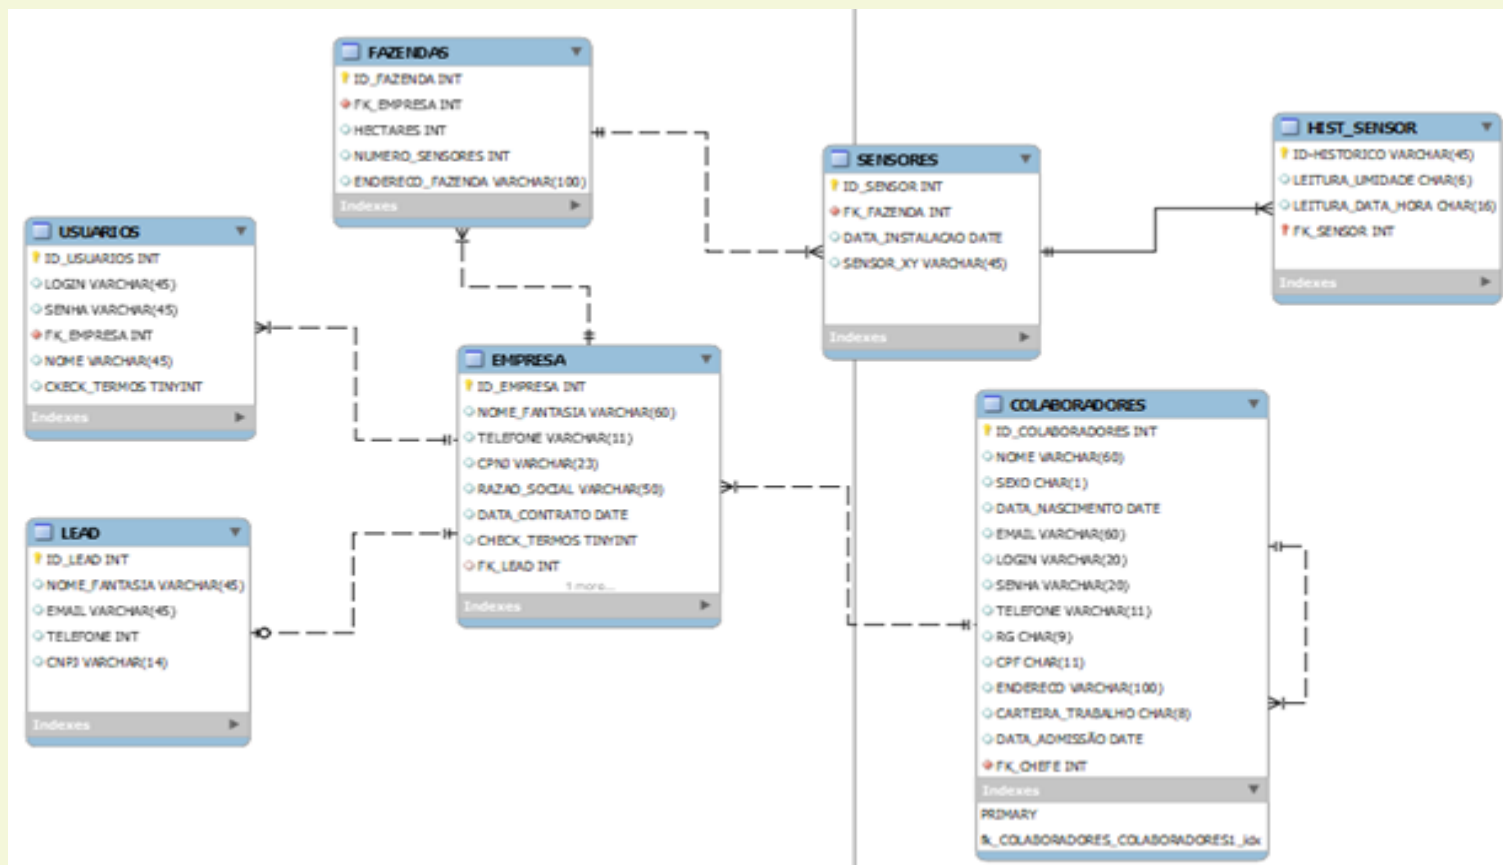 FAZENDAS
ID_FAZENDA INT
FK_EMPRESA INT
HECTARES INT
NUMERO_SENSORES INT
ENDERECO_FAZENDA VARCHAR(100)
Indexes
USUARIOS
ID_USUARIOS INT
LOGIN VARCHAR(45)
SENHA VARCHAR(45)
FK_EMPRESA INT
NOME VARCHAR(45)
CKECK_TERMOS TINYINT
Indexes
LEAD
ID_LEAD INT
NOME_FANTASIA VARCHAR(45)
EMAIL VARCHAR(45)
TELEFONE INT
CNPJ VARCHAR(14)
Indexes
EMPRESA
ID_EMPRESA INT
NOME_FANTASIA VARCHAR(60)
TELEFONE VARCHAR(11)
CPNJ VARCHAR(23)
RAZAO_SOCIAL VARCHAR(50)
DATA_CONTRATO DATE
CHECK_TERMOS TINYINT
FK_LEAD INT
1 more...
Indexes
SENSORES
ID_SENSOR INT
FK_FAZENDA INT
DATA_INSTALAÇAO DATE
SENSOR_XY VARCHAR(45)
Indexes
HIST_SENSOR
ID-HISTORICO VARCHAR(45)
LEITURA_UMIDADE CHAR(6)
LEITURA_DATA_HORA CHAR(16)
FK_SENSOR INT
Indexes
COLABORADORES
ID_COLABORADORES INT
NOME VARCHAR(60)
SEXO CHAR(1)
DATA_NASCIMENTO DATE
EMAIL VARCHAR(60)
LOGIN VARCHAR(20)
SENHA VARCHAR(20)
TELEFONE VARCHAR(11)
RG CHAR(9)
CPF CHAR(11)
ENDERECO VARCHAR(100)
CARTEIRA_TRABALHO CHAR(8)
DATA_ADMISSÃO DATE
FK_CHEFE INT
Indexes
PRIMARY
fk_COLABORADORES_COLABORADORES1_idx